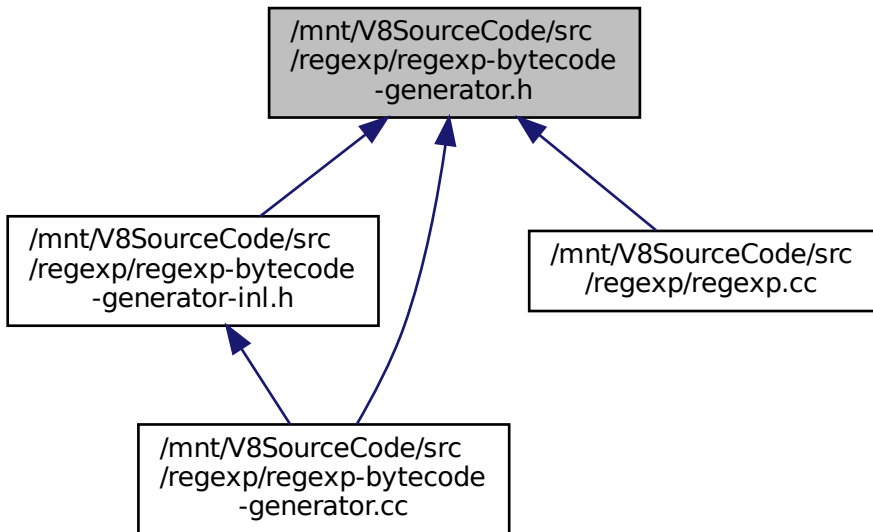 /mnt/V8SourceCode/src
/regexp/regexp-bytecode
-generator.h
/mnt/V8SourceCode/src
/regexp/regexp-bytecode
-generator-inl.h
/mnt/V8SourceCode/src
/regexp/regexp.cc
/mnt/V8SourceCode/src
/regexp/regexp-bytecode
-generator.cc